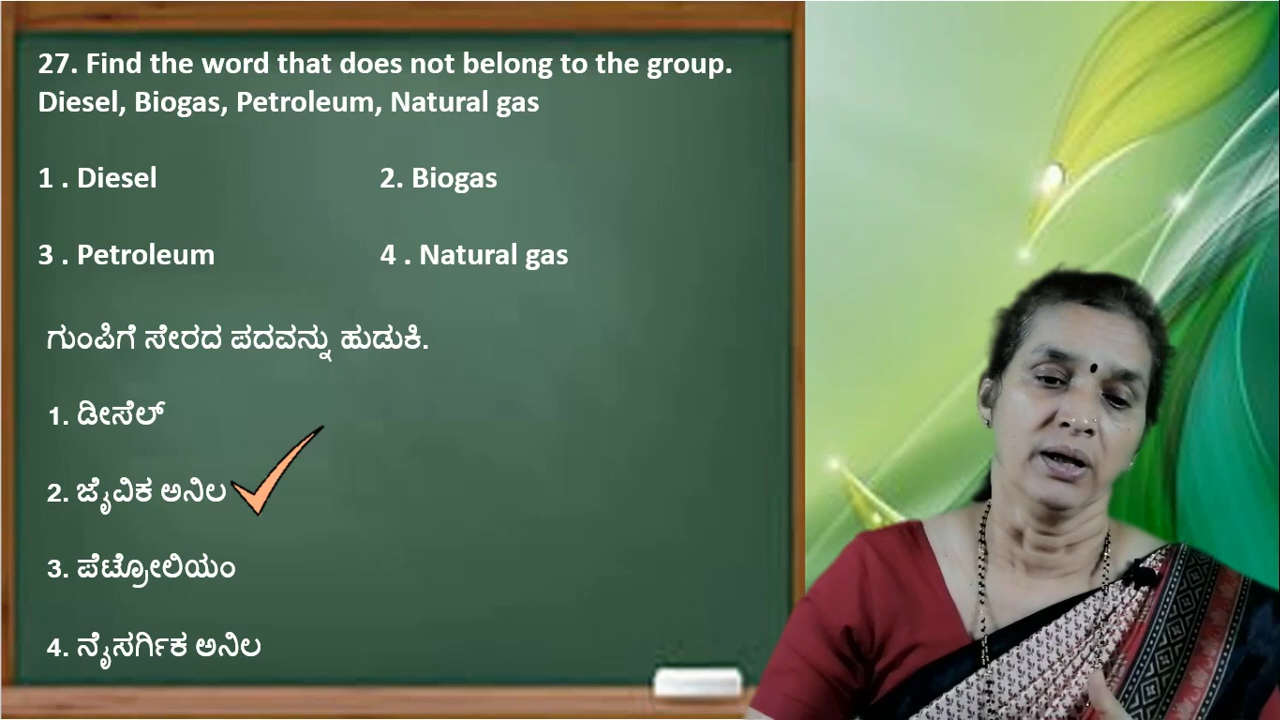 27. Find the word that does not belong to the group.
Diesel, Biogas, Petroleum, Natural gas
1 . Diesel 2. Biogas
3 . Petroleum 4 . Natural gas
ಗುಂಪಿಗೆ ಸೇರದ ಪದವನ್ನು ಹುಡುಕಿ.
1. ಡೀಸೆಲ್
2. ಜೈವಿಕ ಅನಿಲ
3. ಪೆಟ್ರೋಲಿಯಂ
4. ನೈಸರ್ಗಿಕ ಅನಿಲ